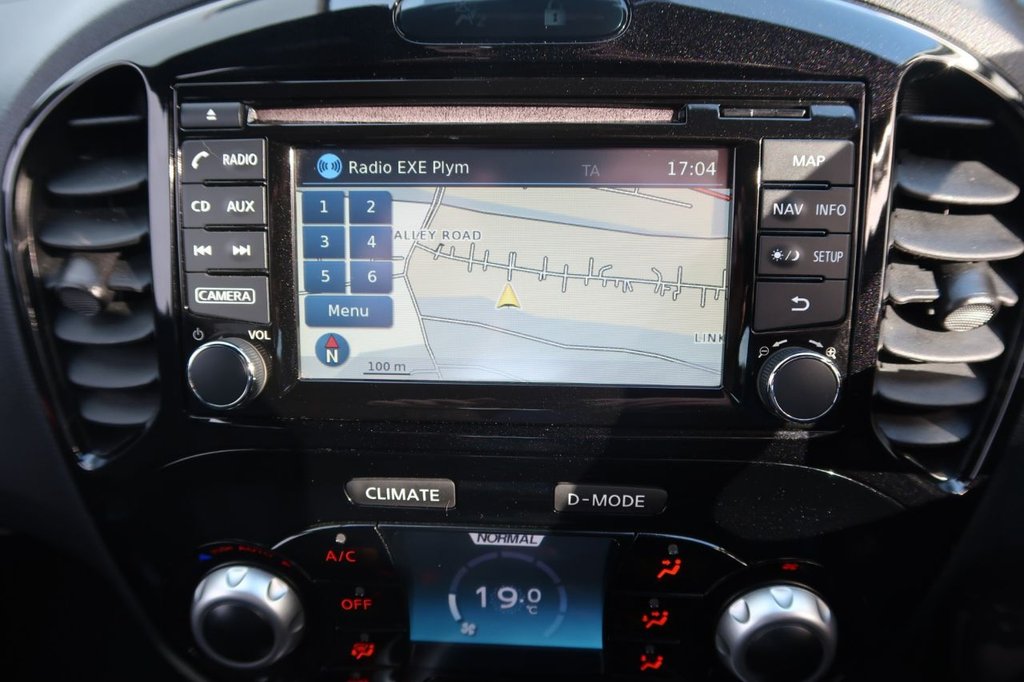 Radio EXE Plym TA 17:04
RADIO
CD AUX
CAMERA
VOL
1 2
3 4
5 6
Menu
N
100 m
ALLEY ROAD
LINK
MAP
NAV INFO
SETUP
CLIMATE
D-MODE
NORMAL
A/C
OFF
19.0 °C